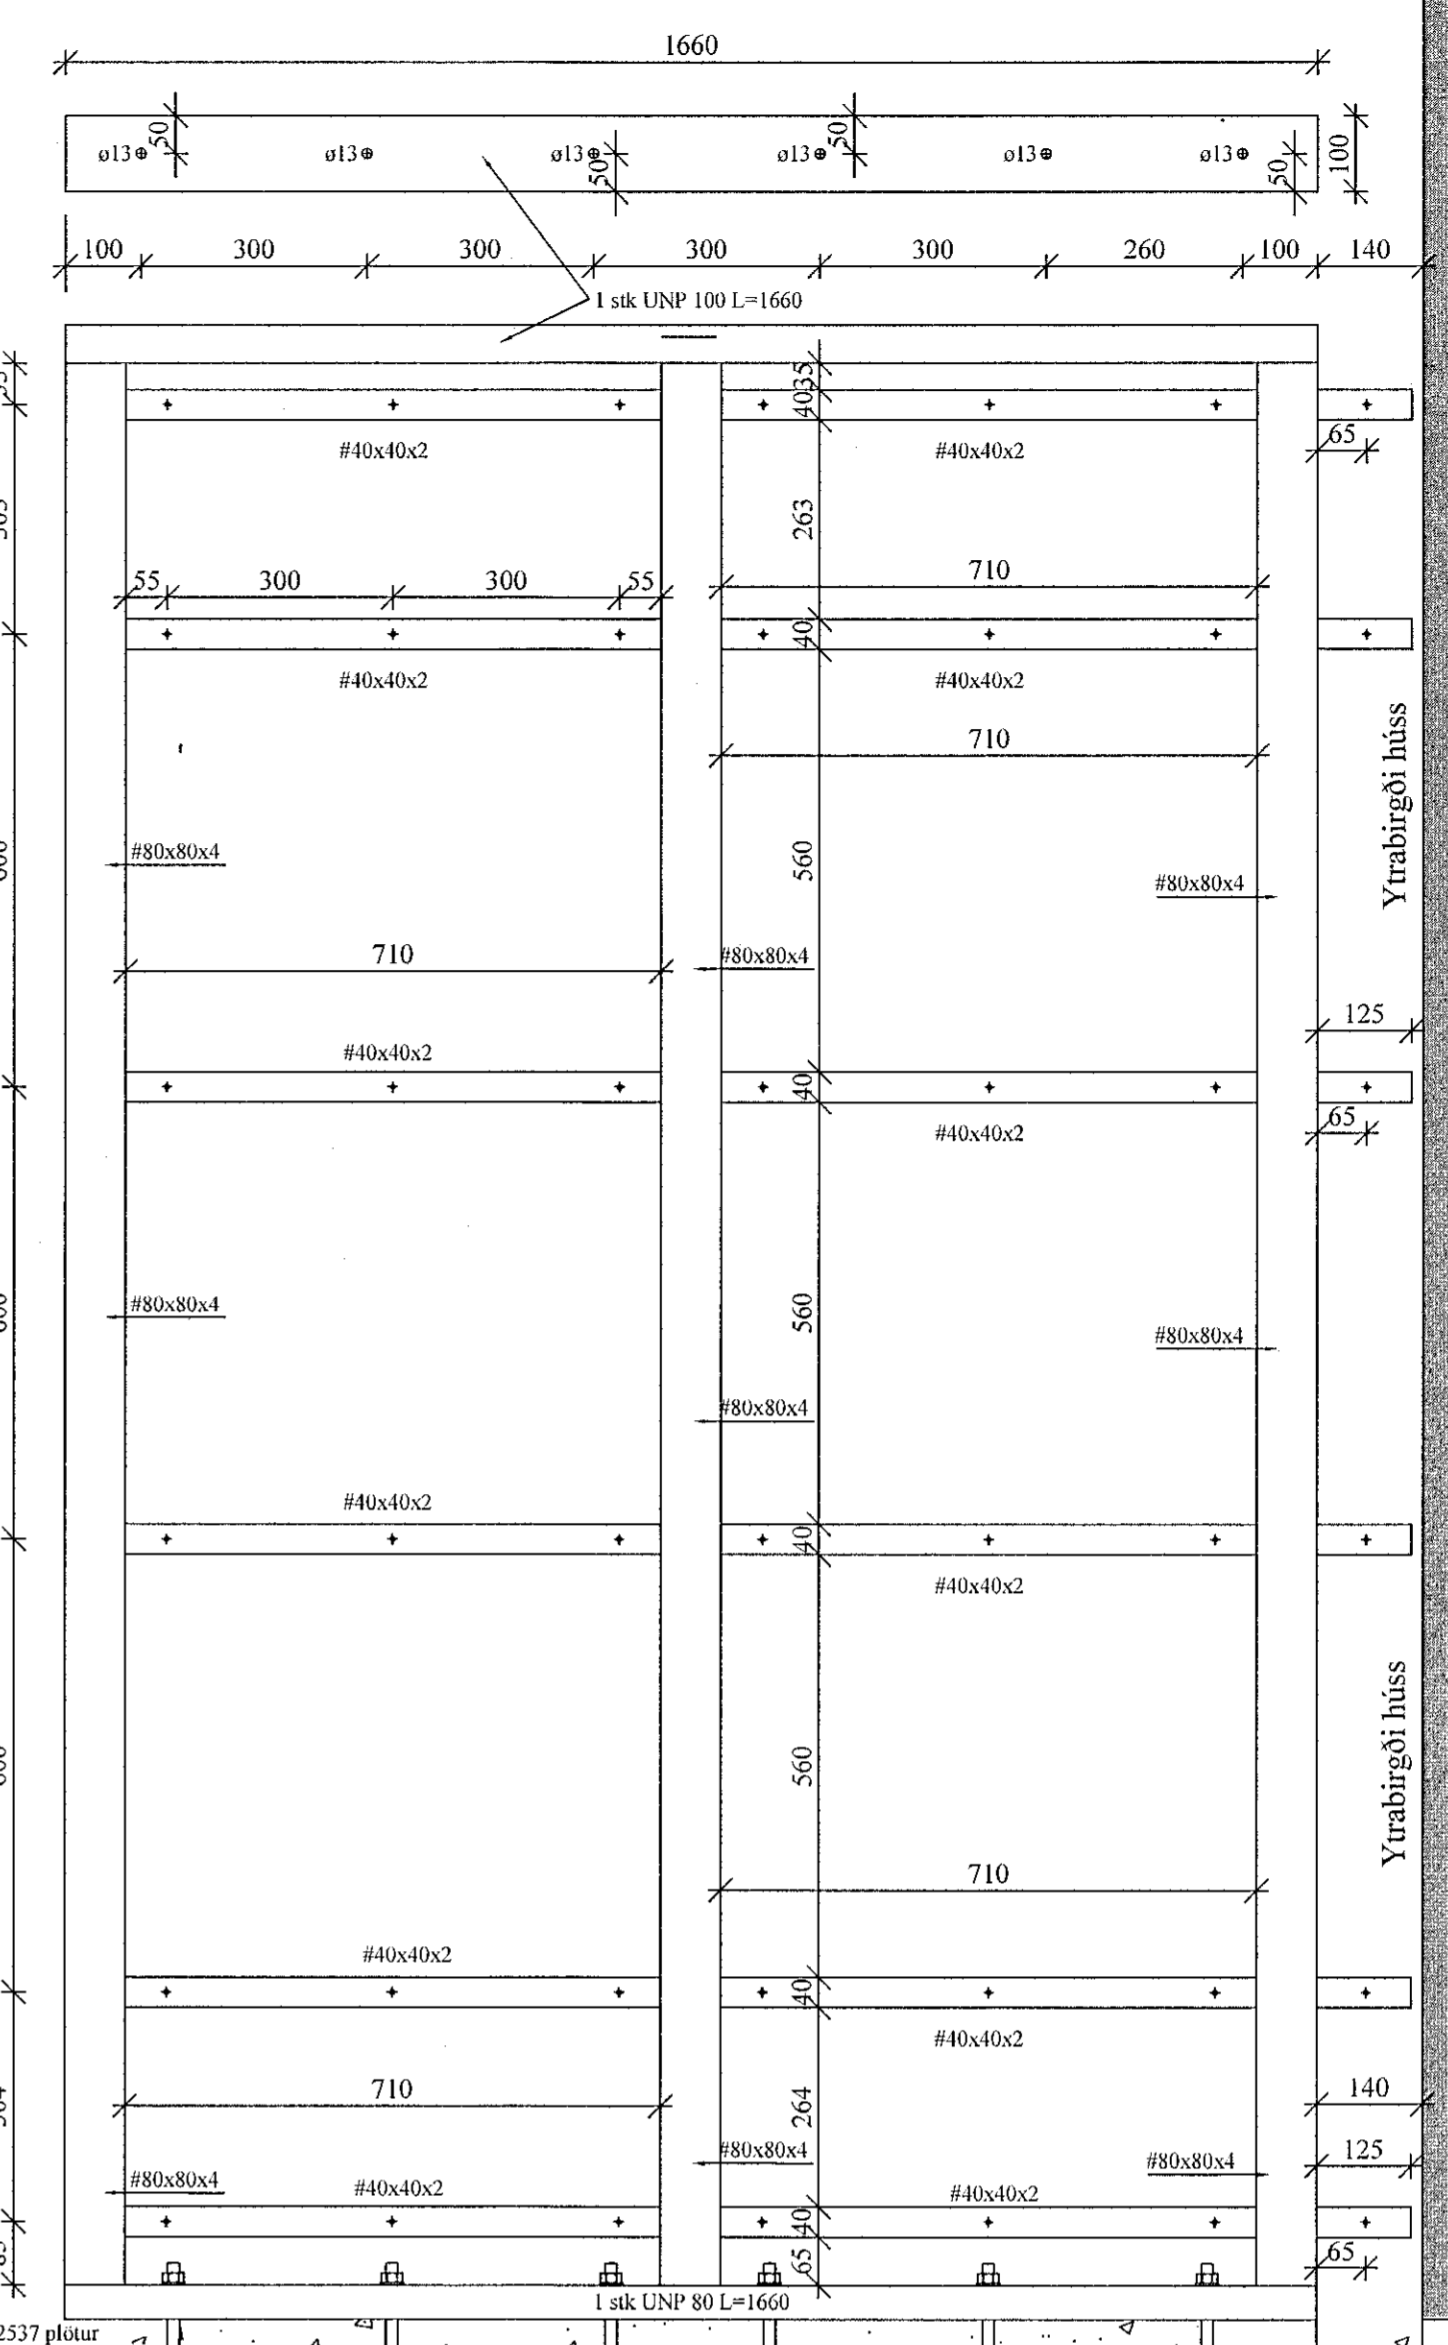 1660
ø13 50 ø13 ø13 50 ø13 50 ø13 ø13 50 100
100 300 300 300 300 260 100 140
1 stk UNP 100 L=1660
35
40
#40x40x2 #40x40x2 65
263
55 300 300 55 710
40
#40x40x2 #40x40x2
710
Ytrabirgði húss
#80x80x4 560 #80x80x4
710 #80x80x4
125
#40x40x2 40
#40x40x2 65
#80x80x4 560 #80x80x4
#80x80x4
#40x40x2 40
#40x40x2
560 Ytrabirgði húss
710
#40x40x2 40
#40x40x2
710 264 140
#80x80x4 #80x80x4 125
#80x80x4 #40x40x2 #40x40x2
40
65 65
1 stk UNP 80 L=1660
2537 plötur